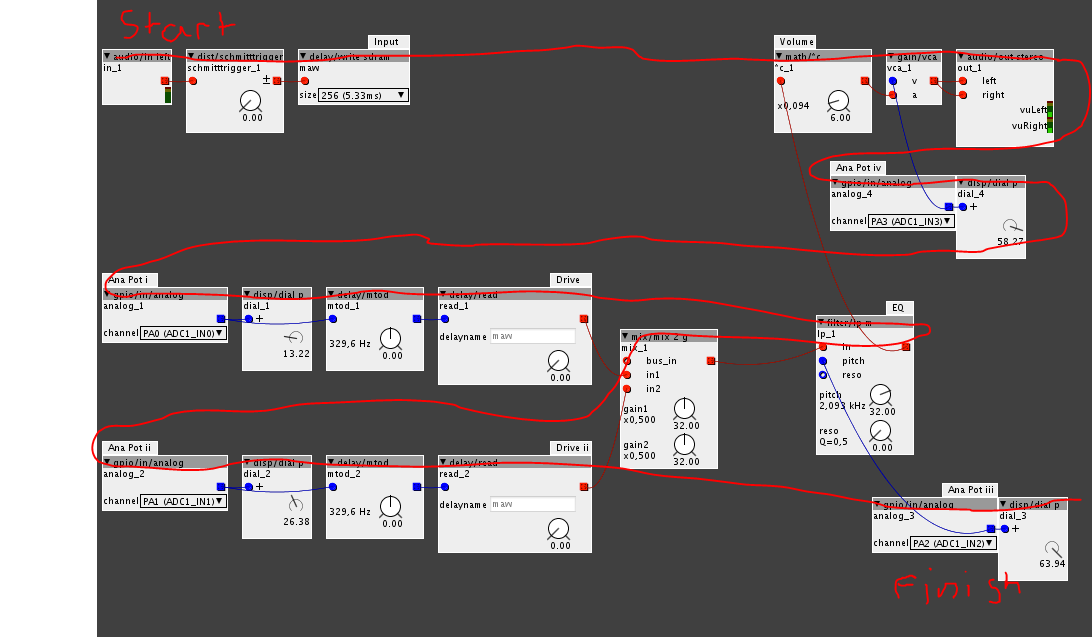 Start
Input
audio/in left
in_1
dist/schmitttrigger
schmitttrigger_1
±
0.00
delay/write sdram
maw
size 256 (5.33ms)
Volume
math/^c
^c_1
x0,094
6.00
gain/vca
vca_1
v
a
audio/out stereo
out_1
left
right
vuLeft
vuRight
Ana Pot iv
gpio/in/analog
analog_4
channel PA3 (ADC1_IN3)
disp/dial p
dial_4
+
58.27
Ana Pot i
gpio/in/analog
analog_1
channel PA0 (ADC1_IN0)
disp/dial p
dial_1
+
13.22
delay/mtod
mtod_1
329,6 Hz
0.00
Drive
delay/read
read_1
delayname maw
0.00
mix/mix 2 g
mix_1
bus_in
in1
in2
gain1
x0,500
32.00
gain2
x0,500
32.00
EQ
filter/lp m
lp_1
in
pitch
reso
pitch
2,093 kHz
32.00
reso
Q=0,5
0.00
Ana Pot ii
gpio/in/analog
analog_2
channel PA1 (ADC1_IN1)
disp/dial p
dial_2
+
26.38
delay/mtod
mtod_2
329,6 Hz
0.00
Drive ii
delay/read
read_2
delayname maw
0.00
Ana Pot iii
gpio/in/analog
analog_3
channel PA2 (ADC1_IN2)
disp/dial p
dial_3
+
63.94
Finish